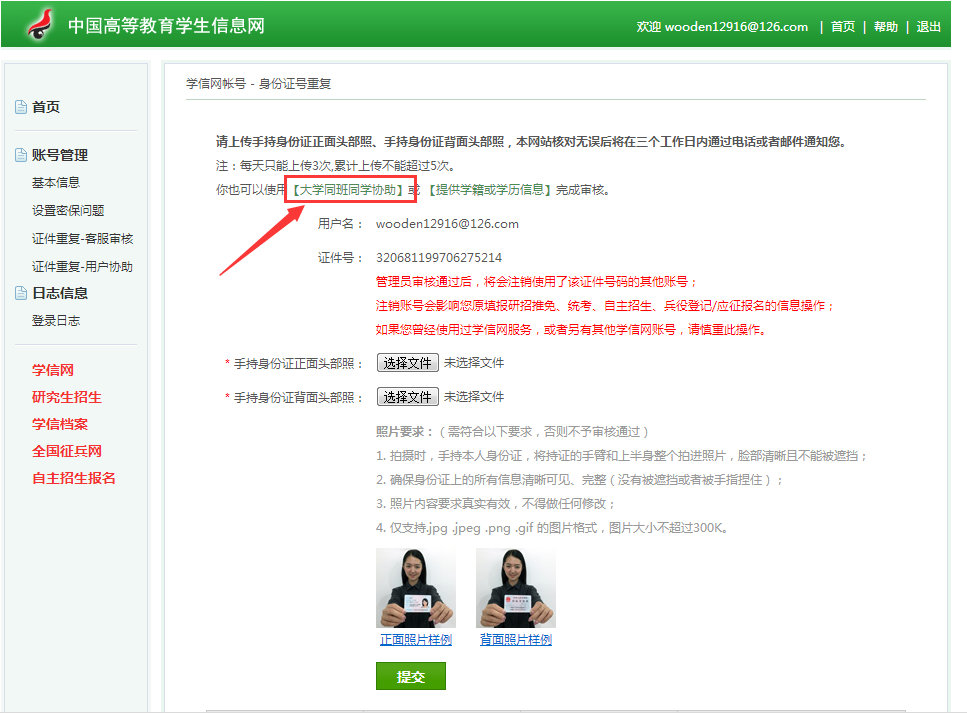 中国高等教育学生信息网
欢迎 wooden12916@126.com | 首页 | 帮助 | 退出
首页
账号管理
基本信息
设置密保问题
证件重复-客服审核
证件重复-用户协助
日志信息
登录日志
学信网
研究生招生
学信档案
全国征兵网
自主招生报名
学信网帐号 - 身份证号重复
请上传手持身份证正面头部照、手持身份证背面头部照，本网站核对无误后将在三个工作日内通过电话或者邮件通知您。
注：每天只能上传3次,累计上传不能超过5次。
你也可以使用【大学同班同学协助】或 【提供学籍或学历信息】完成审核。
用户名： wooden12916@126.com
证件号： 320681199706275214
管理员审核通过后，将会注销使用了该证件号码的其他账号；
注销账号会影响您原填报研招推免、统考、自主招生、兵役登记/应征报名的信息操作；
如果您曾经使用过学信网服务，或者另有其他学信网账号，请慎重此操作。
* 手持身份证正面头部照： 选择文件 未选择文件
* 手持身份证背面头部照： 选择文件 未选择文件
照片要求：（需符合以下要求，否则不予审核通过）
1. 拍摄时，手持本人身份证，将持证的手臂和上半身整个拍进照片，脸部清晰且不能被遮挡；
2. 确保身份证上的所有信息清晰可见、完整（没有被遮挡或者被手指捏住）；
3. 照片内容要求真实有效，不得做任何修改；
4. 仅支持.jpg .jpeg .png .gif 的图片格式，图片大小不超过300K。
正面照片样例 背面照片样例
提交